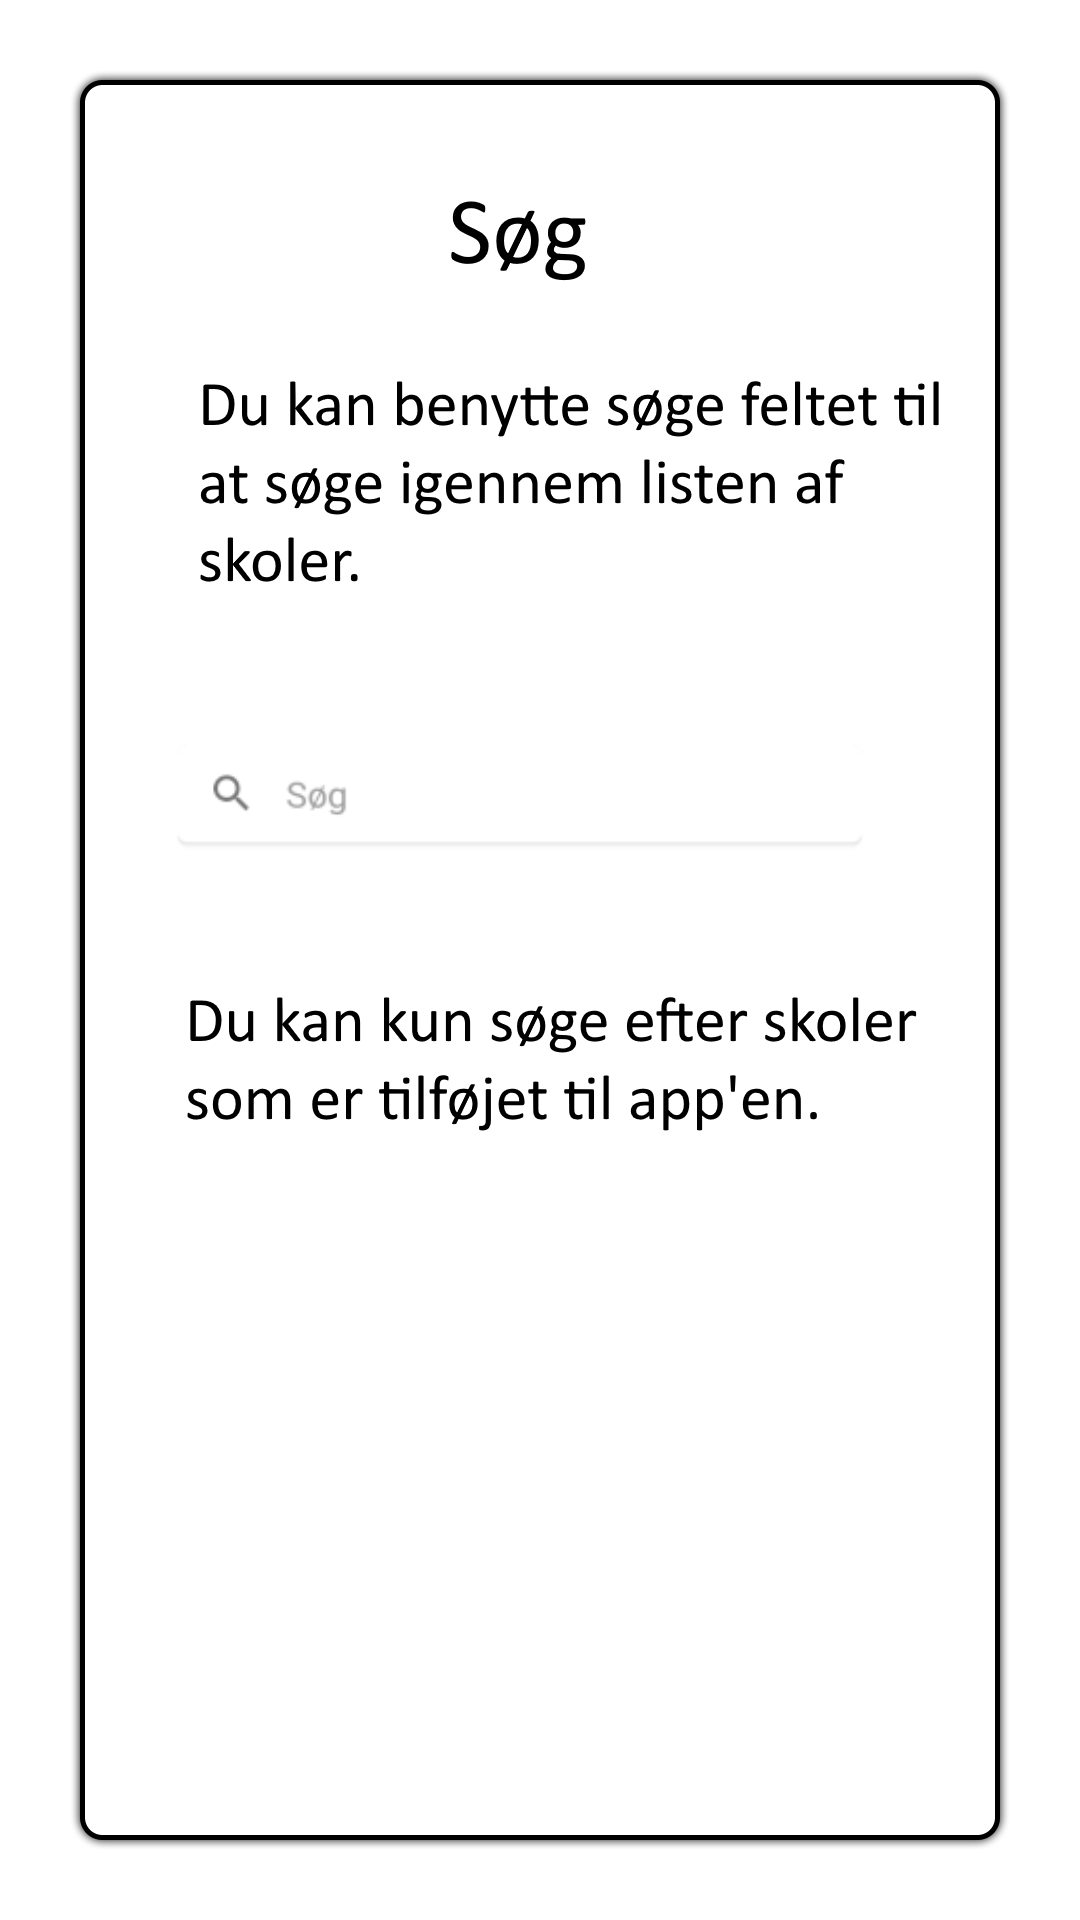 Søg
Du kan benytte søge feltet til
at søge igennem listen af
skoler.
Søg
Du kan kun søge efter skoler
som er tilføjet til app'en.